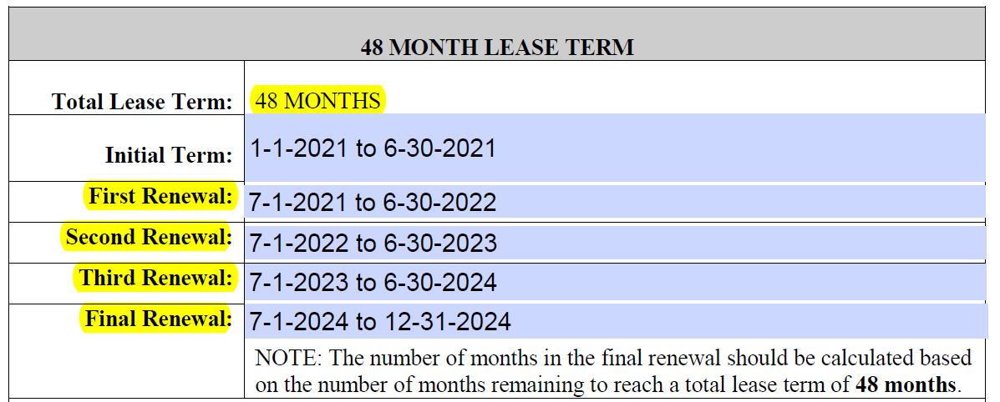 48 MONTH LEASE TERM
Total Lease Term: 48 MONTHS
Initial Term: 1-1-2021 to 6-30-2021
First Renewal: 7-1-2021 to 6-30-2022
Second Renewal: 7-1-2022 to 6-30-2023
Third Renewal: 7-1-2023 to 6-30-2024
Final Renewal: 7-1-2024 to 12-31-2024
NOTE: The number of months in the final renewal should be calculated based
on the number of months remaining to reach a total lease term of 48 months.